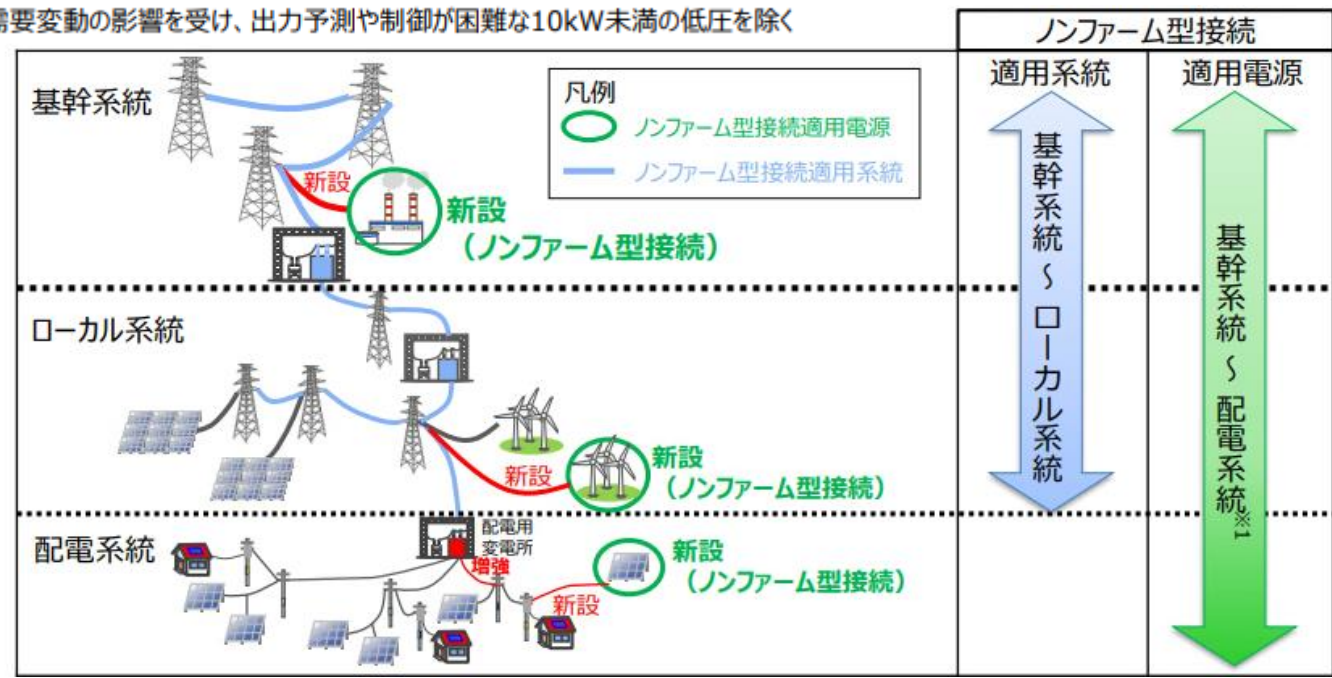 需要変動の影響を受け、出力予測や制御が困難な10kW未満の低圧を除く
ノンファーム型接続
適用系統
適用電源
基幹系統
凡例
ノンファーム型接続適用電源
ノンファーム型接続適用系統
新設
新設
(ノンファーム型接続)
ローカル系統
新設
新設
(ノンファーム型接続)
配電系統
配電用
変電所
増強
新設
新設
(ノンファーム型接続)
基幹系統~ローカル系統
基幹系統~配電系統※1